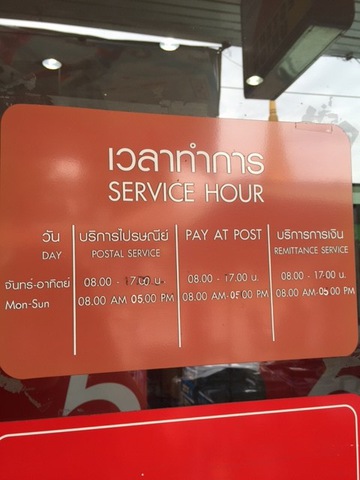 เวลาทำการ
SERVICE HOUR
วัน บริการไปรษณีย์ PAY AT POST บริการการเงิน
DAY POSTAL SERVICE REMITTANCE SERVICE
จันทร์-อาทิตย์ 08.00 - 17.00 น. 08.00 - 17.00 น. 08.00 - 17.00 น.
Mon-Sun 08.00 AM-05.00 PM 08.00 AM-05.00 PM 08.00 AM-05.00 PM